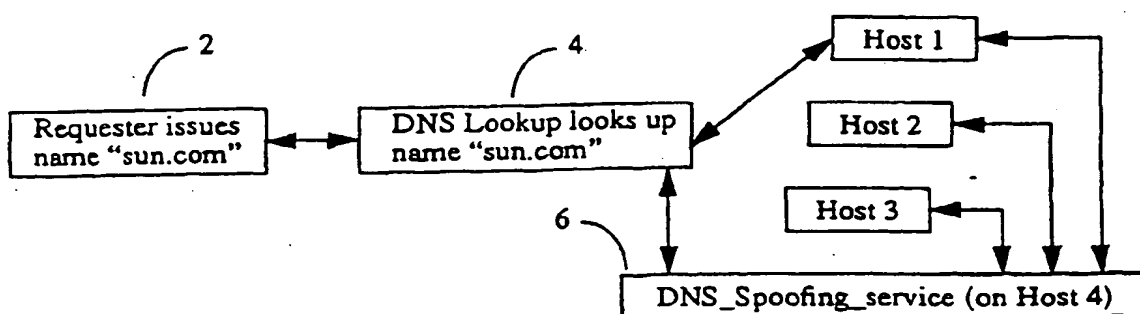 2
4
Host 1
Requester issues
name “sun.com”
DNS Lookup looks up
name “sun.com”
Host 2
Host 3
6
DNS_Spoofing_service (on Host 4)